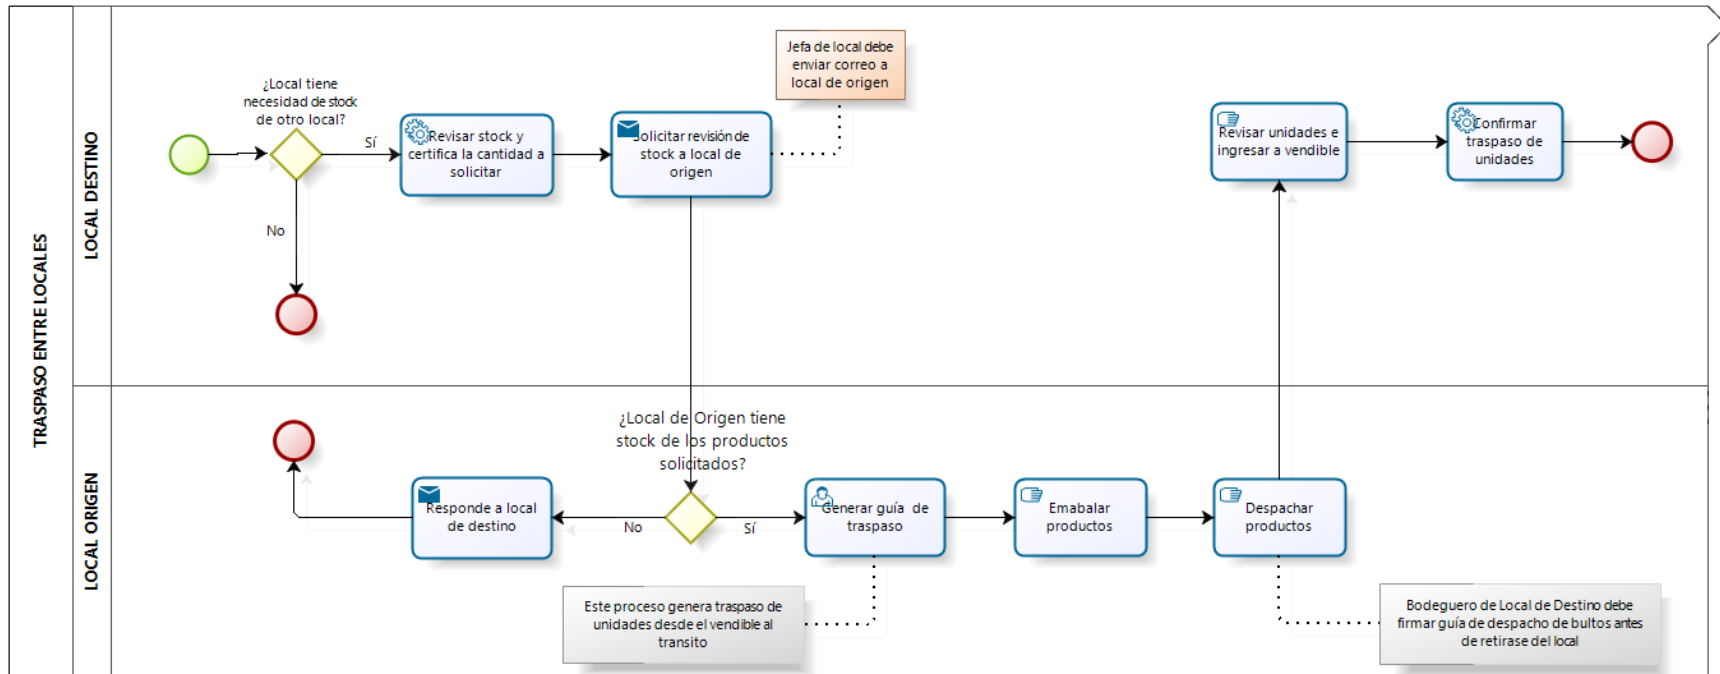 TRASPASO ENTRE LOCALES
LOCAL DESTINO
¿Local tiene
necesidad de stock
de otro local?
Sí
No
Revisar stock y
certifica la cantidad a
solicitar
Solicitar revisión de
stock a local de
origen
Jefa de local debe
enviar correo a
local de origen
Revisar unidades e
ingresar a vendible
Confirmar
traspaso de
unidades
LOCAL ORIGEN
¿Local de Origen tiene
stock de los productos
solicitados?
Responde a local
de destino
No
Sí
Generar guía de
traspaso
Emabalar
productos
Despachar
productos
Este proceso genera traspaso de
unidades desde el vendible al
transito
Bodeguero de Local de Destino debe
firmar guía de despacho de bultos antes
de retirase del local